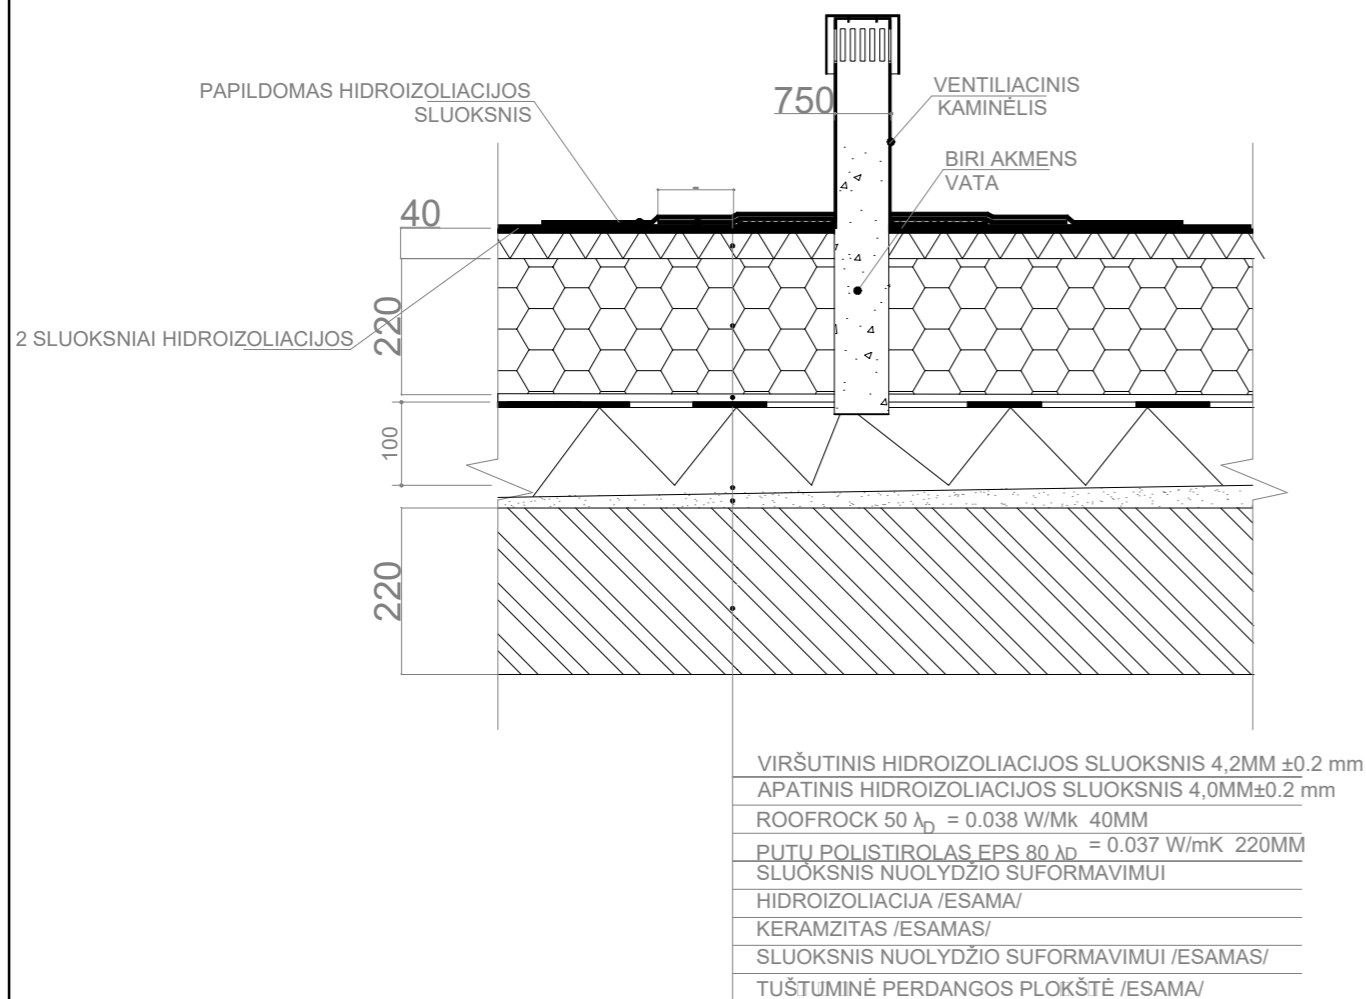 PAPILDOMAS HIDROIZOLIACIJOS
SLUOKSNIS
750
VENTILIACINIS
KAMINĖLIS
BIRI AKMENS
VATA
40
2 SLUOKSNIAI HIDROIZOLIACIJOS
220
100
220
VIRŠUTINIS HIDROIZOLIACIJOS SLUOKSNIS 4,2MM ±0.2 mm
APATINIS HIDROIZOLIACIJOS SLUOKSNIS 4,0MM±0.2 mm
ROOFROCK 50 λD = 0.038 W/Mk 40MM
PUTŲ POLISTIROLAS EPS 80 λD = 0.037 W/mK 220MM
SLUOKSNIS NUOLYDŽIO SUFORMAVIMUI
HIDROIZOLIACIJA /ESAMA/
KERAMZITAS /ESAMAS/
SLUOKSNIS NUOLYDŽIO SUFORMAVIMUI /ESAMAS/
TUŠTUMINĖ PERDANGOS PLOKŠTĖ /ESAMA/